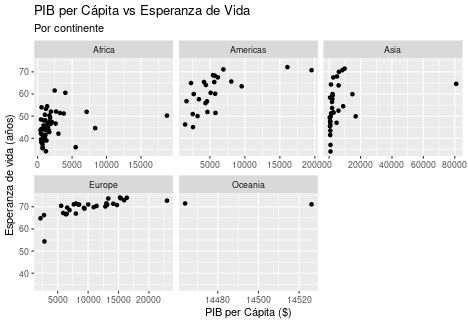 PIB per Cápita vs Esperanza de Vida
Por continente
Africa
Americas
Asia
70
60
50
40
0 5000 10000 15000
5000 10000 15000 20000
0 20000 40000 60000 80000
Europe
Oceania
70
60
50
40
5000 10000 15000 20000
14480 14500 14520
Esperanza de vida (años)
PIB per Cápita ($)